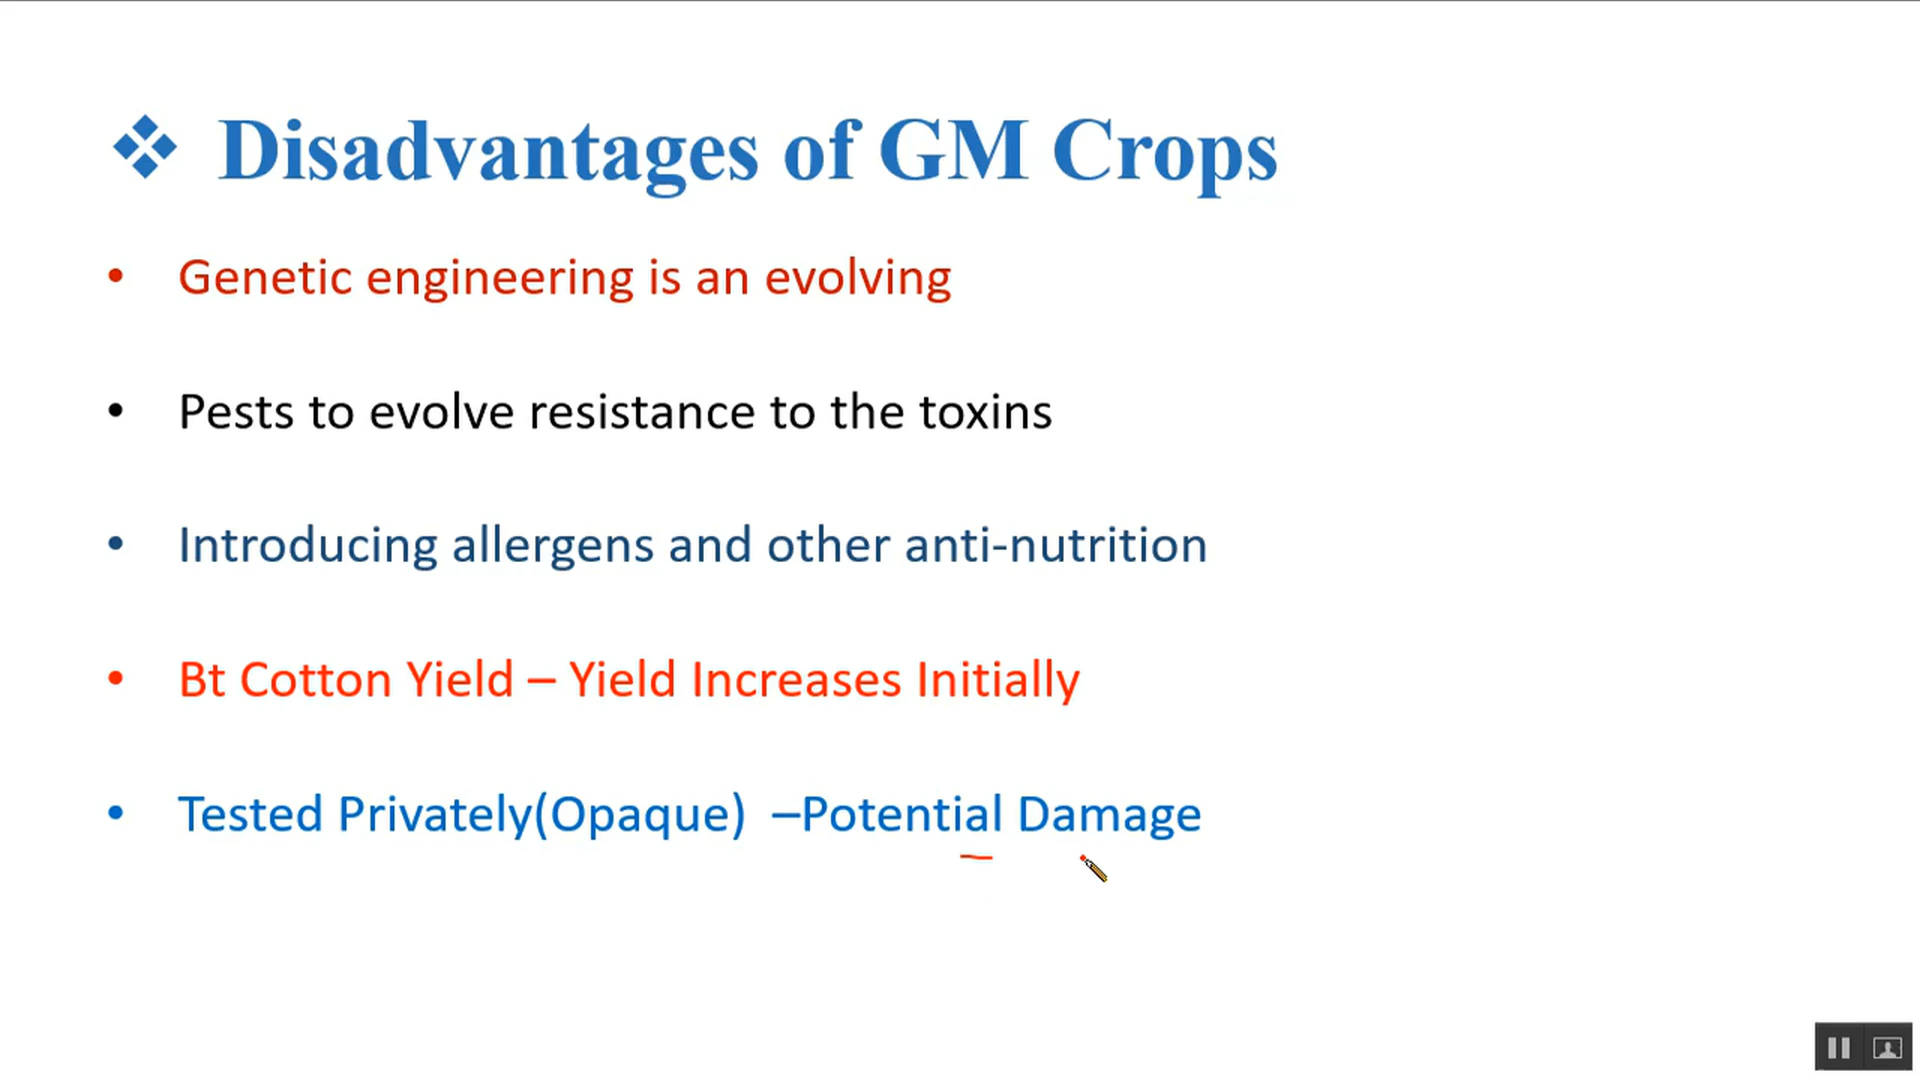 ❖ Disadvantages of GM Crops
• Genetic engineering is an evolving
• Pests to evolve resistance to the toxins
• Introducing allergens and other anti-nutrition
• Bt Cotton Yield – Yield Increases Initially
• Tested Privately(Opaque) –Potential Damage